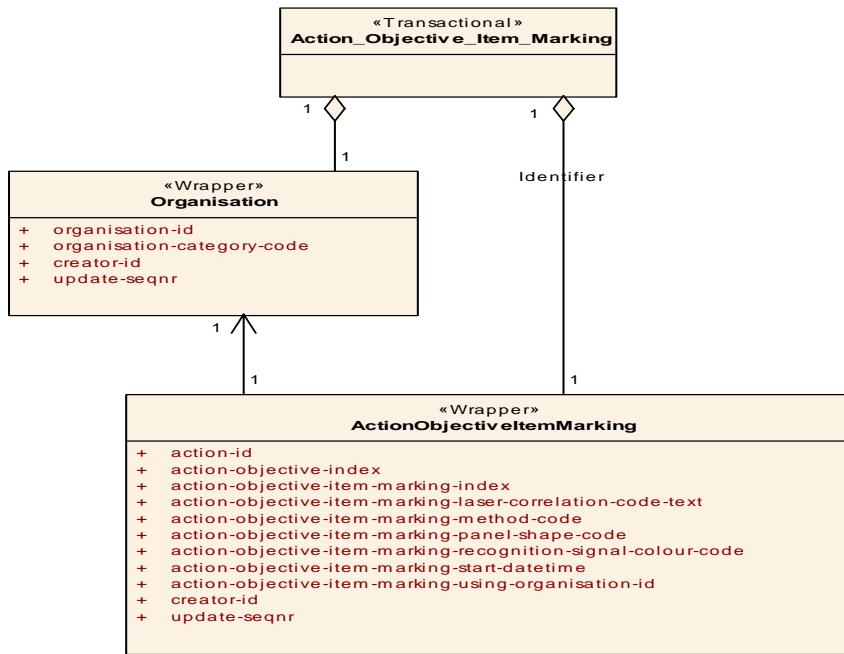 «Transactional»
Action_Objective_Item_Marking
1
1
1
Identifier
«Wrapper»
Organisation
+ organisation-id
+ organisation-category-code
+ creator-id
+ update-seqnr
1
1
1
«Wrapper»
ActionObjectiveItemMarking
+ action-id
+ action-objective-index
+ action-objective-item-marking-index
+ action-objective-item-marking-laser-correlation-code-text
+ action-objective-item-marking-method-code
+ action-objective-item-marking-panel-shape-code
+ action-objective-item-marking-recognition-signal-colour-code
+ action-objective-item-marking-start-datetime
+ action-objective-item-marking-using-organisation-id
+ creator-id
+ update-seqnr